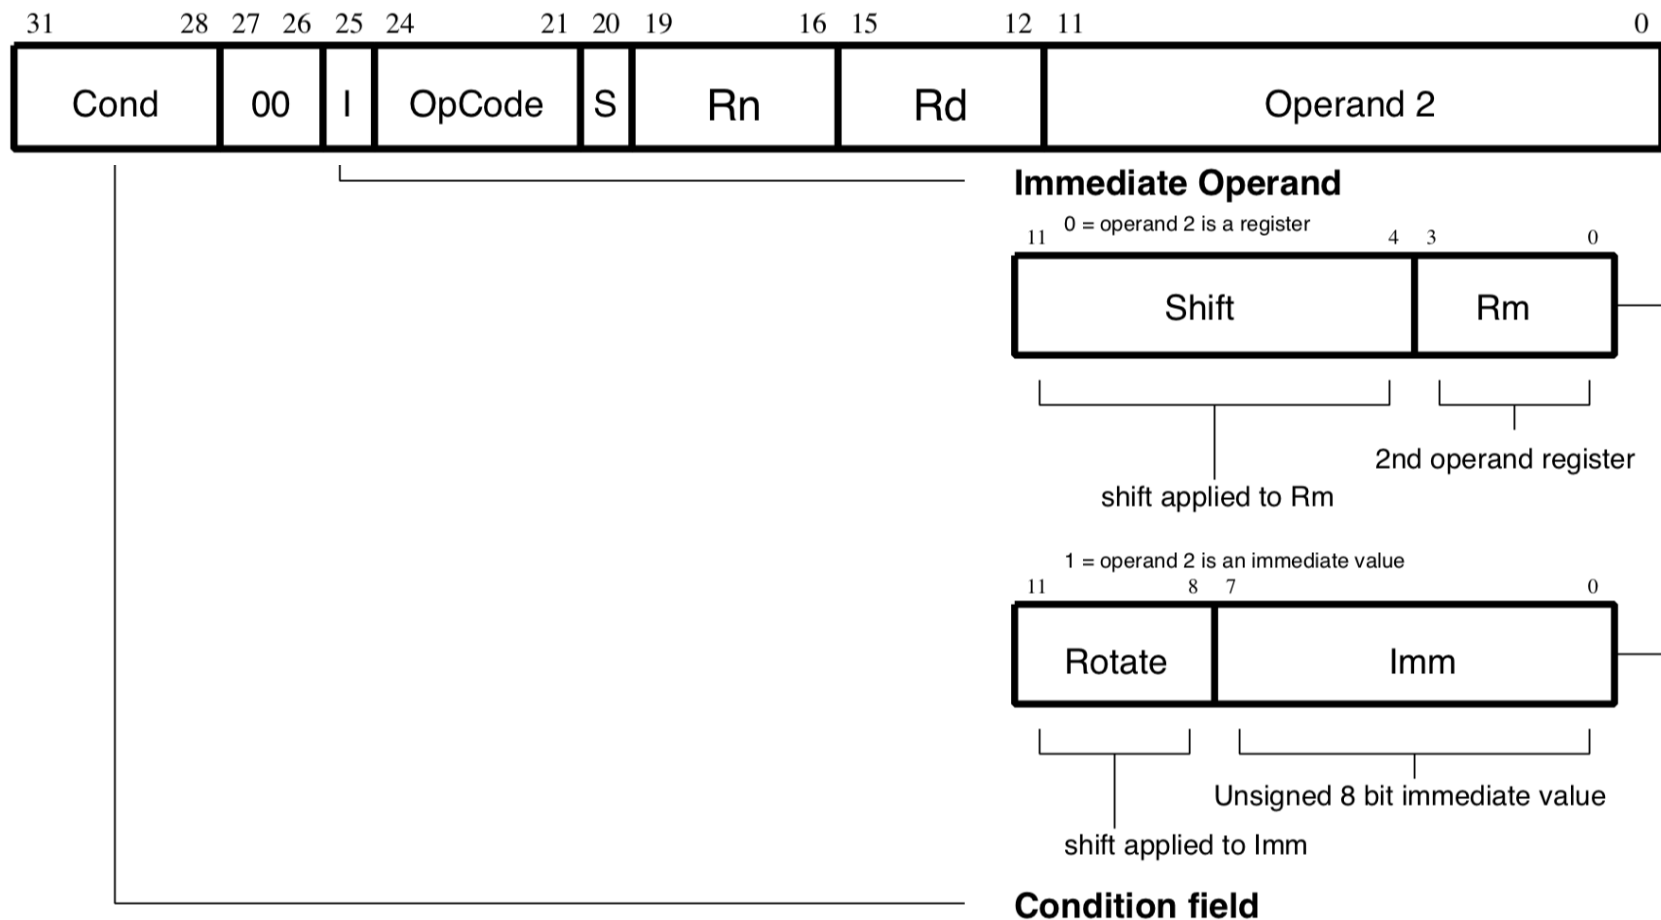 31 28 27 26 25 24 21 20 19 16 15 12 11 0
Cond 00 I OpCode S Rn Rd Operand 2
Immediate Operand
0 = operand 2 is a register
11 4 3 0
Shift Rm
2nd operand register
shift applied to Rm
1 = operand 2 is an immediate value
11 8 7 0
Rotate Imm
Unsigned 8 bit immediate value
shift applied to Imm
Condition field